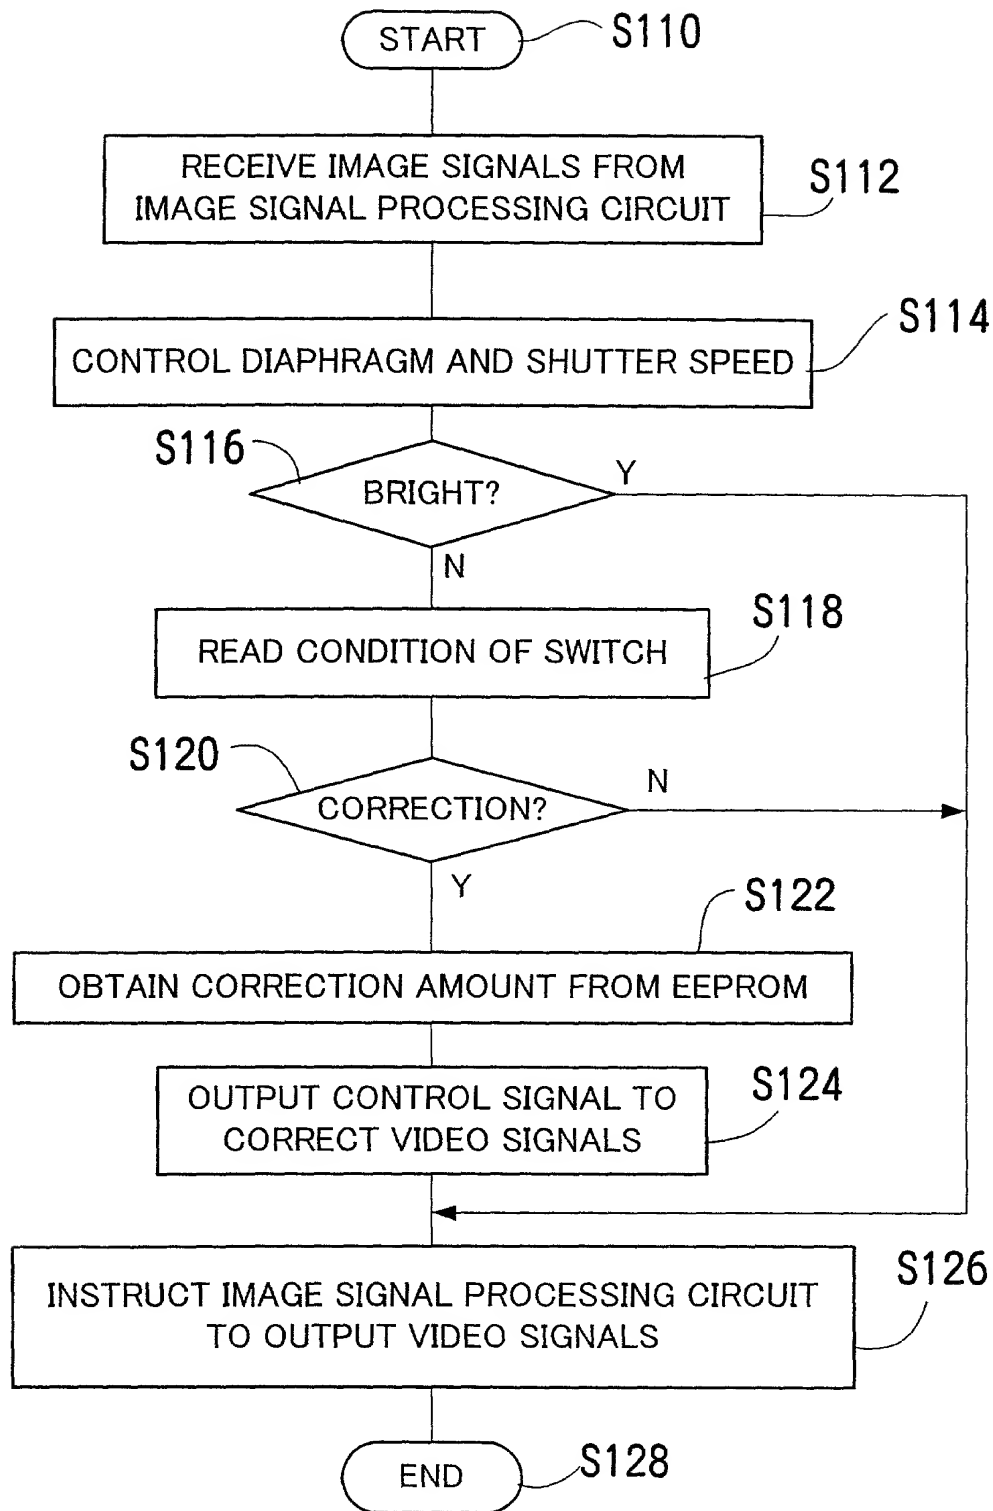 START
S110
RECEIVE IMAGE SIGNALS FROM
IMAGE SIGNAL PROCESSING CIRCUIT
S112
CONTROL DIAPHRAGM AND SHUTTER SPEED
S114
S116
BRIGHT?
Y
N
READ CONDITION OF SWITCH
S118
S120
CORRECTION?
N
Y
S122
OBTAIN CORRECTION AMOUNT FROM EEPROM
OUTPUT CONTROL SIGNAL TO
CORRECT VIDEO SIGNALS
S124
INSTRUCT IMAGE SIGNAL PROCESSING CIRCUIT
TO OUTPUT VIDEO SIGNALS
S126
END
S128